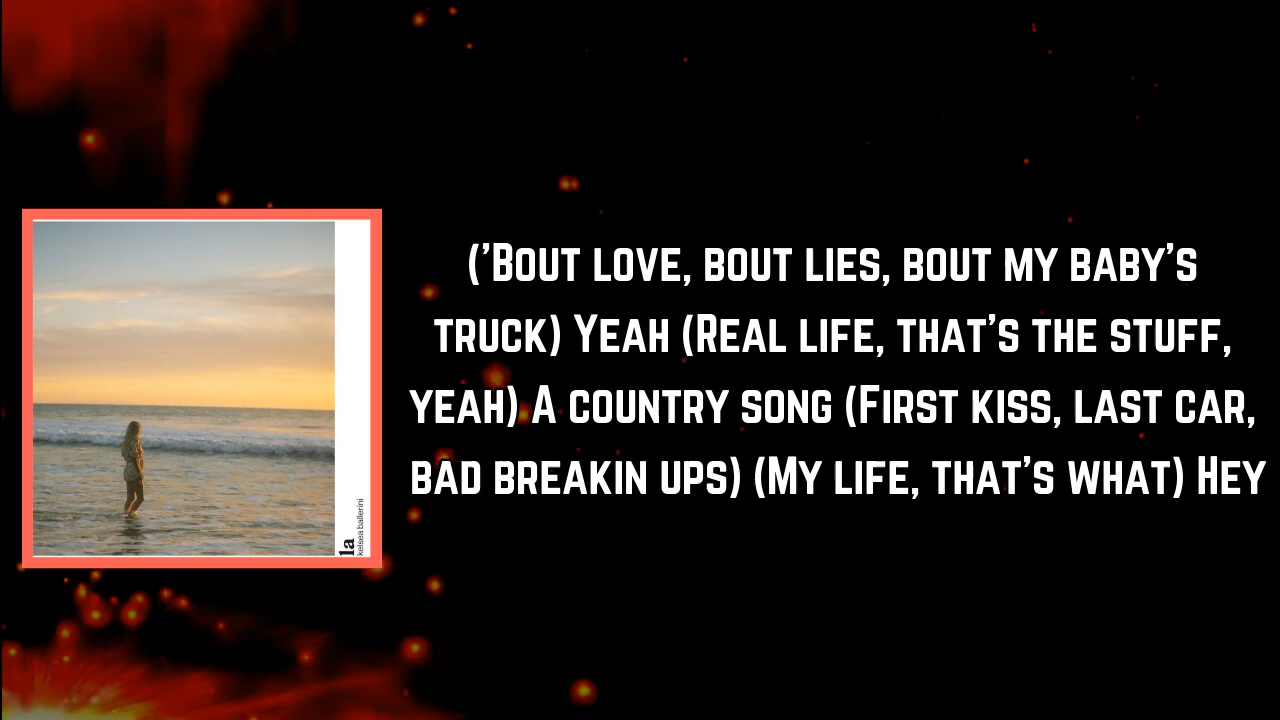 ('Bout love, bout lies, bout my baby's
truck) Yeah (Real life, that's the stuff,
yeah) A country song (First kiss, last car,
bad breakin ups) (My life, that's what) Hey
la
kelsea ballerini